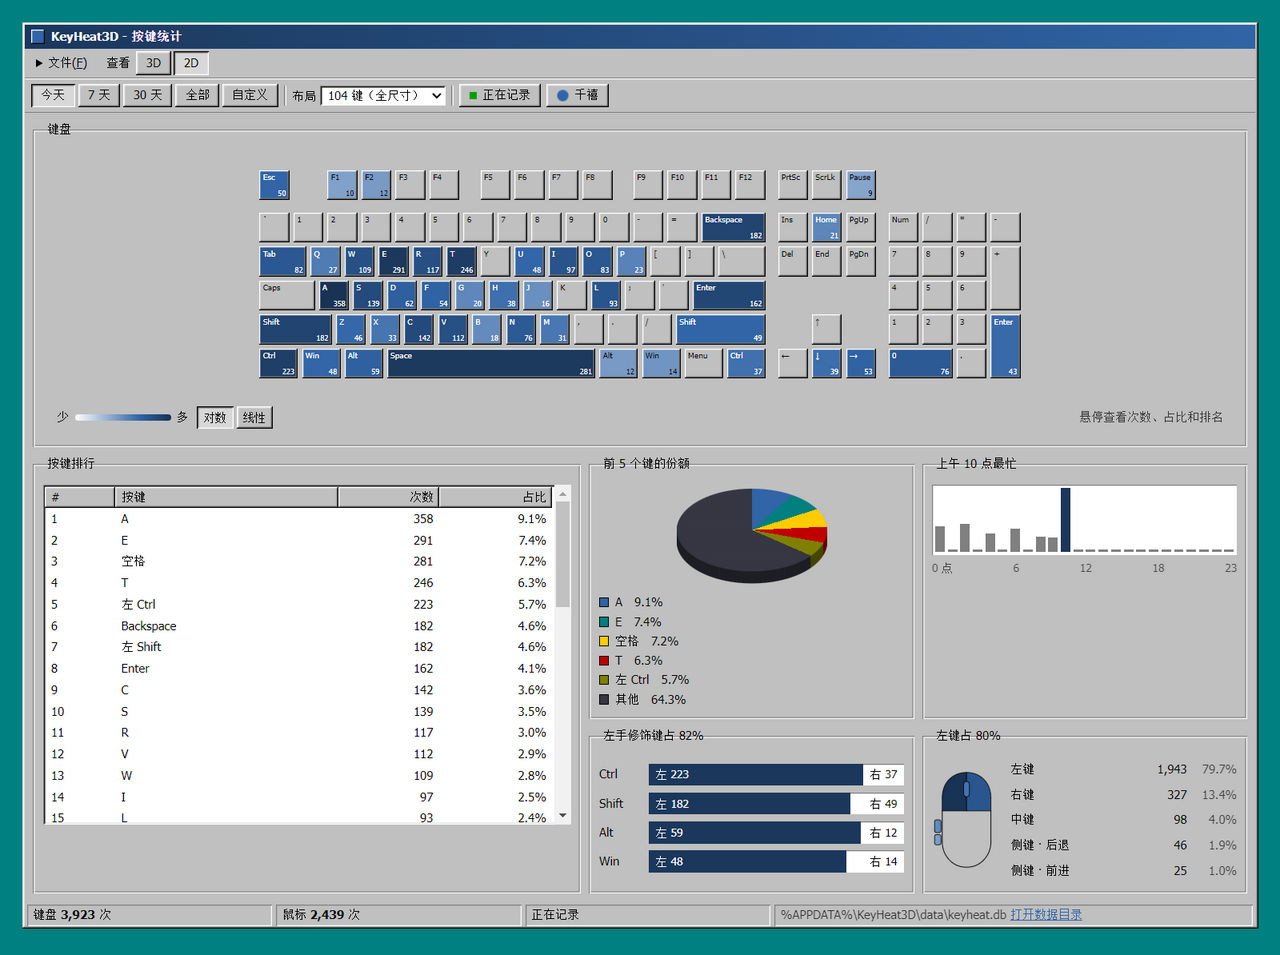 KeyHeat3D - 按键统计
▶ 文件(F) 查看 3D 2D
今天 7 天 30 天 全部 自定义 布局 104 键（全尺寸） 正在记录 千禧
键盘
Esc 50 F1 10 F2 12 F3 F4 F5 F6 F7 F8 F9 F10 F11 F12 PrtSc ScrLk Pause 9
` 1 2 3 4 5 6 7 8 9 0 - = Backspace 182 Ins Home 21 PgUp Num / * -
Tab 82 Q 27 W 109 E 291 R 117 T 246 Y U 48 I 97 O 83 P 23 [ ] \ Del End PgDn 7 8 9 +
Caps A 358 S 139 D 62 F 54 G 20 H 38 J 16 K L 93 ; ' Enter 162 4 5 6
Shift 182 Z 46 X 33 C 142 V 112 B 18 N 76 M 31 , . / Shift 49 ↑ 1 2 3 Enter 43
Ctrl 223 Win 48 Alt 59 Space 281 Alt 12 Win 14 Menu Ctrl 37 ← ↓ 39 → 53 0 76 .
少 多 对数 线性 悬停查看次数、占比和排名
按键排行
# 按键 次数 占比
1 A 358 9.1%
2 E 291 7.4%
3 空格 281 7.2%
4 T 246 6.3%
5 左 Ctrl 223 5.7%
6 Backspace 182 4.6%
7 左 Shift 182 4.6%
8 Enter 162 4.1%
9 C 142 3.6%
10 S 139 3.5%
11 R 117 3.0%
12 V 112 2.9%
13 W 109 2.8%
14 I 97 2.5%
15 L 93 2.4%
前 5 个键的份额
A 9.1%
E 7.4%
空格 7.2%
T 6.3%
左 Ctrl 5.7%
其他 64.3%
上午 10 点最忙
0 点 6 12 18 23
左手修饰键占 82%
Ctrl 左 223 右 37
Shift 左 182 右 49
Alt 左 59 右 12
Win 左 48 右 14
左键占 80%
左键 1,943 79.7%
右键 327 13.4%
中键 98 4.0%
侧键 · 后退 46 1.9%
侧键 · 前进 25 1.0%
键盘 3,923 次 鼠标 2,439 次 正在记录 %APPDATA%\KeyHeat3D\data\keyheat.db 打开数据目录